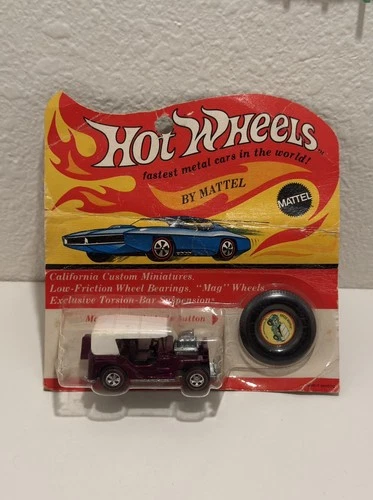 Hot Wheels
fastest metal cars in the world!
BY MATTEL
MATTEL
California Custom Miniatures.
Low-Friction Wheel Bearings, "Mag" Wheels
Exclusive Torsion-Bar Suspension
button